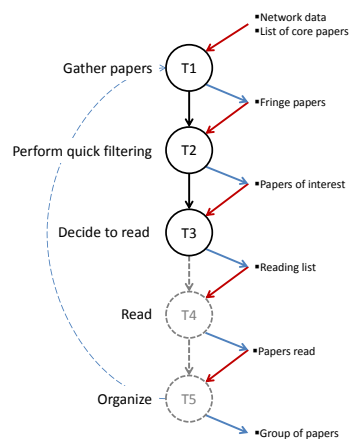 ▪Network data
▪List of core papers
Gather papers
T1
▪Fringe papers
Perform quick filtering
T2
▪Papers of interest
Decide to read
T3
▪Reading list
Read
T4
▪Papers read
Organize
T5
▪Group of papers